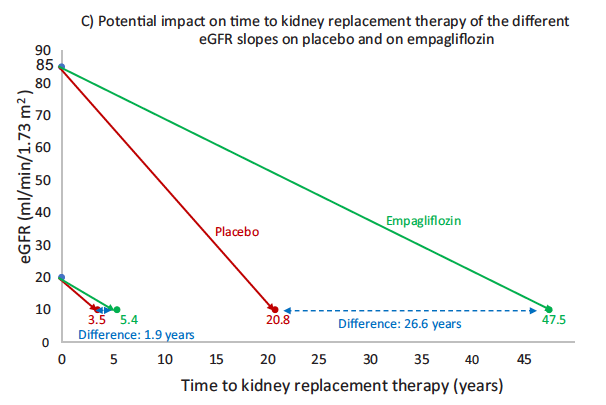 C) Potential impact on time to kidney replacement therapy of the different
eGFR slopes on placebo and on empagliflozin
eGFR (ml/min/1.73 m²)
90
85
80
70
60
50
40
30
20
10
0
Placebo
Empagliflozin
3.5
5.4
20.8
47.5
Difference: 1.9 years
Difference: 26.6 years
0 5 10 15 20 25 30 35 40 45
Time to kidney replacement therapy (years)